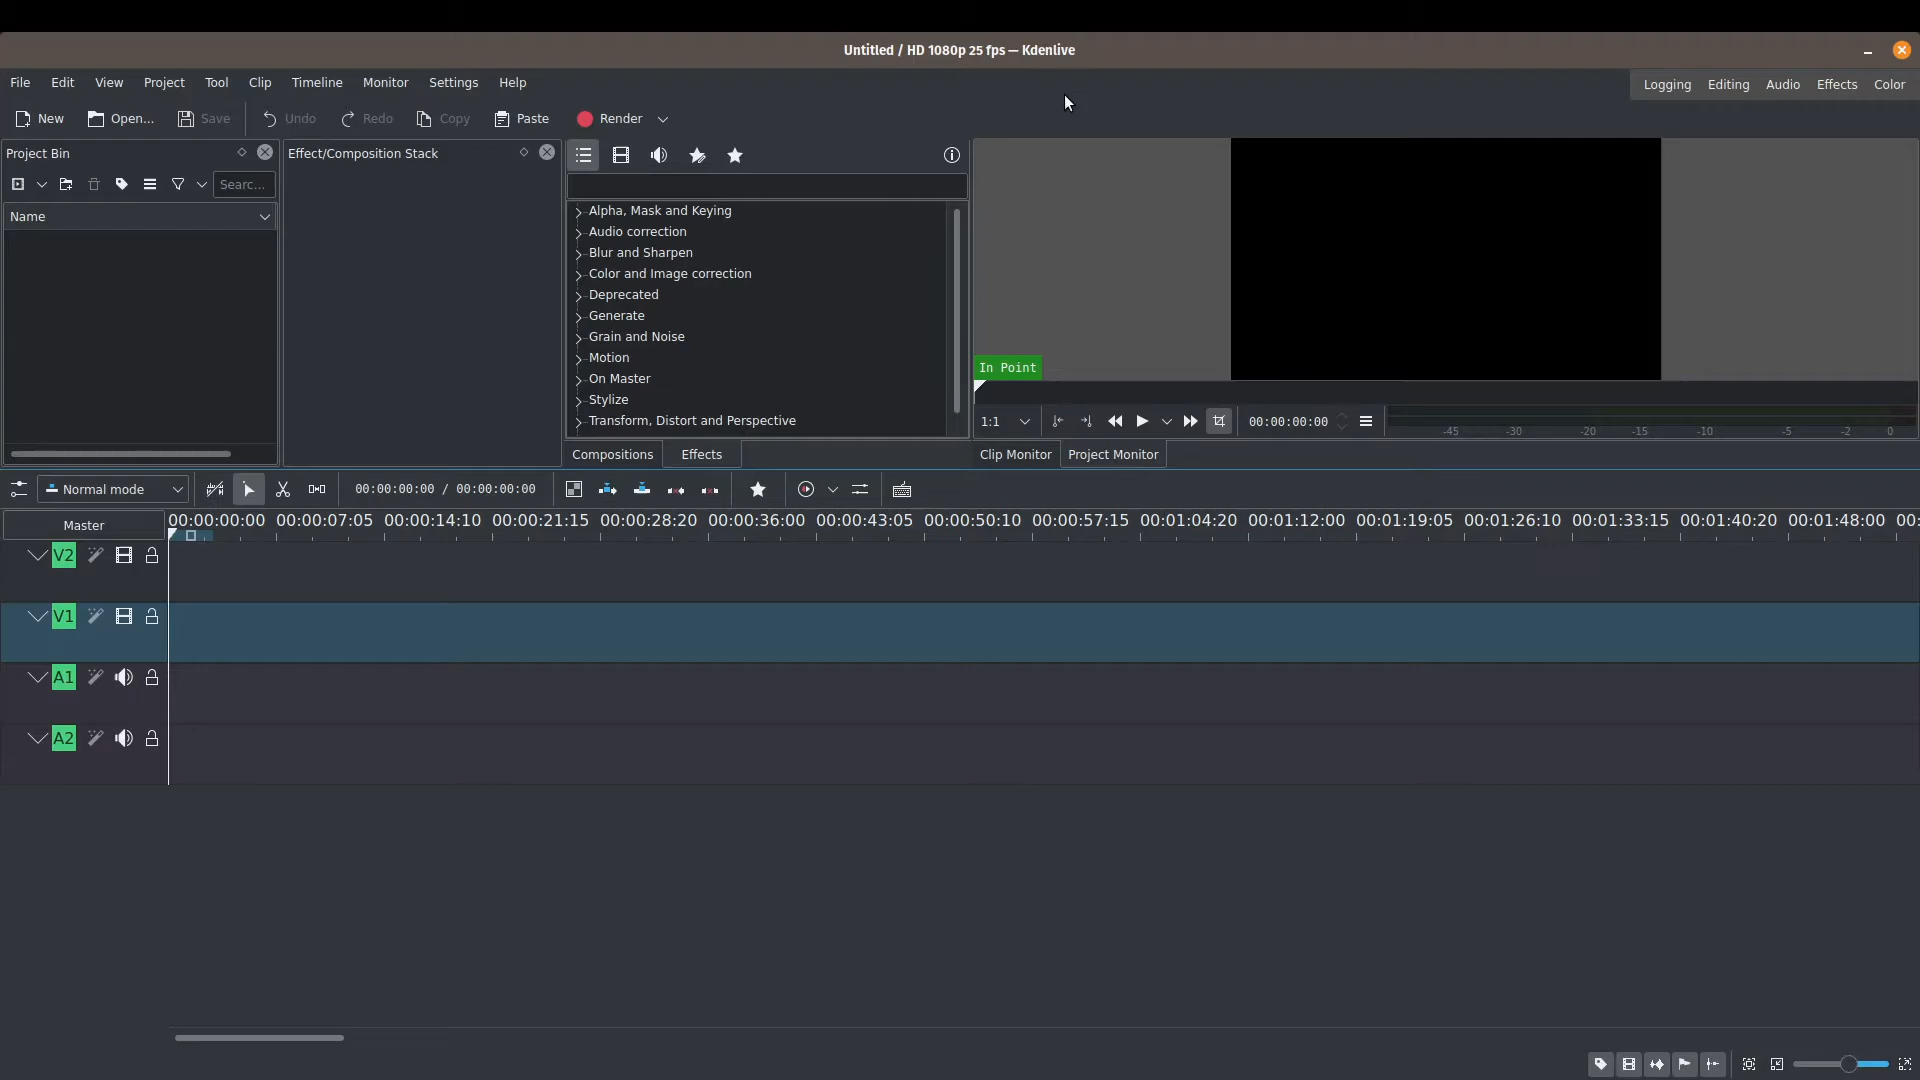 Untitled / HD 1080p 25 fps — Kdenlive
File Edit View Project Tool Clip Timeline Monitor Settings Help
Logging Editing Audio Effects Color
New Open... Save Undo Redo Copy Paste Render
Project Bin
Effect/Composition Stack
Searc...
Name
Alpha, Mask and Keying
Audio correction
Blur and Sharpen
Color and Image correction
Deprecated
Generate
Grain and Noise
Motion
On Master
Stylize
Transform, Distort and Perspective
In Point
1:1
00:00:00:00
-45 -30 -20 -15 -10 -5 -2 0
Compositions Effects
Clip Monitor Project Monitor
Normal mode
00:00:00:00 / 00:00:00:00
Master
00:00:00:00 00:00:07:05 00:00:14:10 00:00:21:15 00:00:28:20 00:00:36:00 00:00:43:05 00:00:50:10 00:00:57:15 00:01:04:20 00:01:12:00 00:01:19:05 00:01:26:10 00:01:33:15 00:01:40:20 00:01:48:00 00:
V2
V1
A1
A2